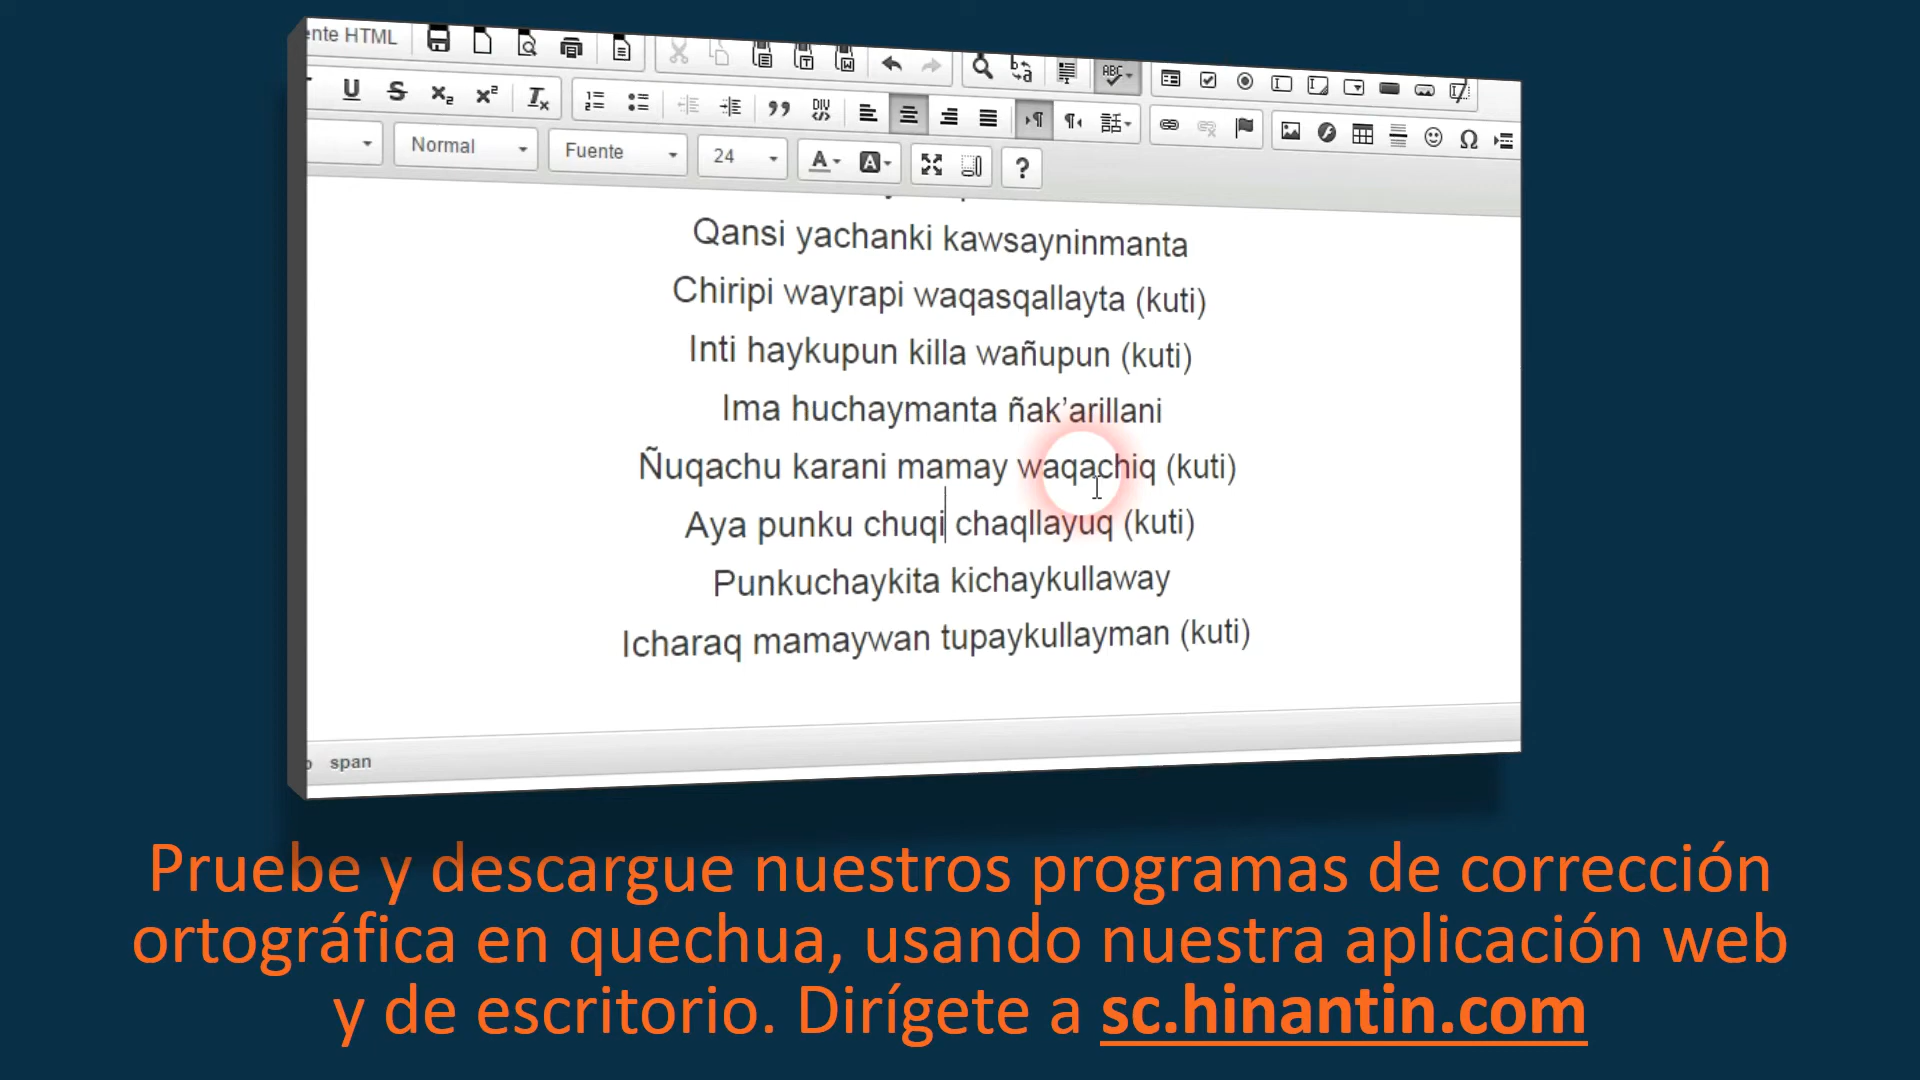 ente HTML
Normal Fuente 24
Qansi yachanki kawsayninmanta
Chiripi wayrapi waqasqallayta (kuti)
Inti haykupun killa wañupun (kuti)
Ima huchaymanta ñak’arillani
Ñuqachu karani mamay waqachiq (kuti)
Aya punku chuqi chaqllayuq (kuti)
Punkuchaykita kichaykullaway
Icharaq mamaywan tupaykullayman (kuti)
span
Pruebe y descargue nuestros programas de corrección
ortográfica en quechua, usando nuestra aplicación web
y de escritorio. Dirígete a sc.hinantin.com